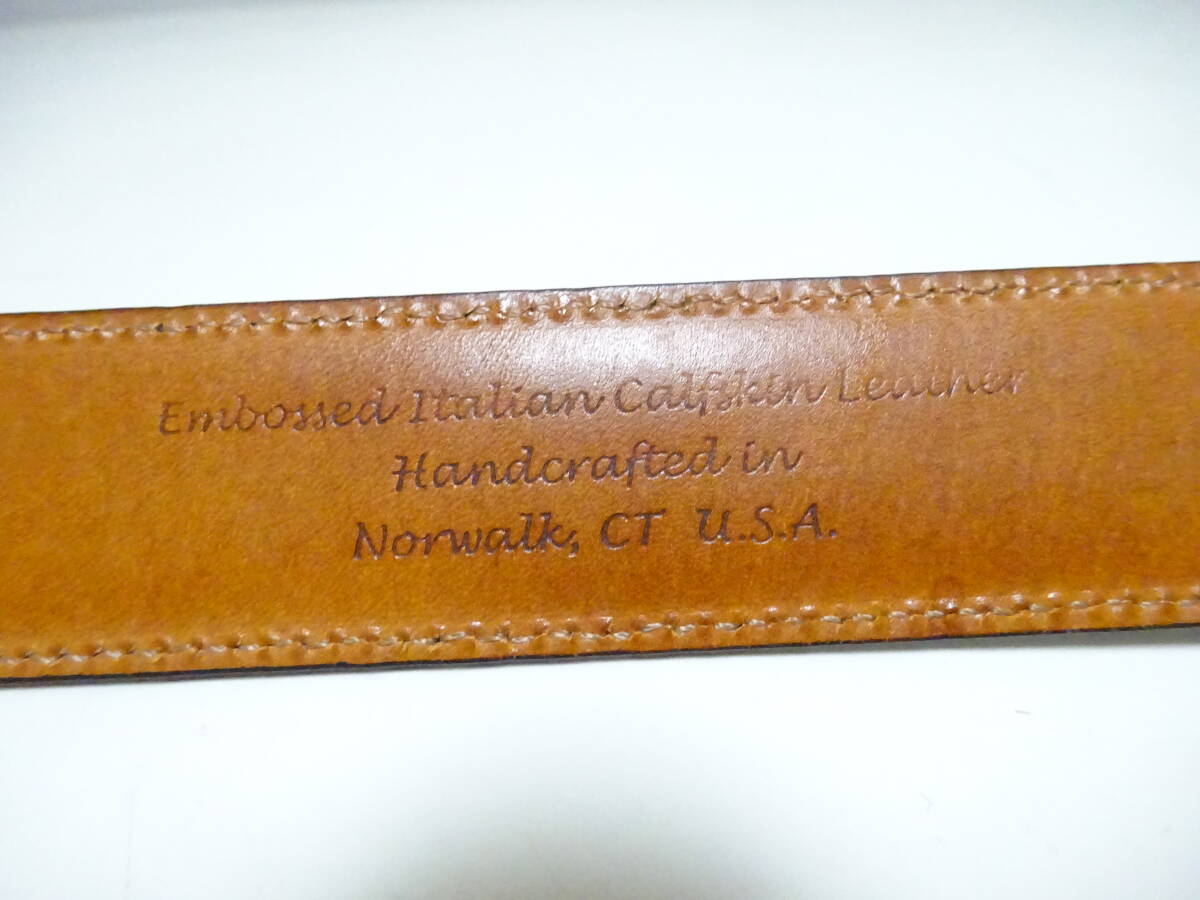 Embossed Italian Calfskin Leather
Handcrafted in
Norwalk, CT U.S.A.